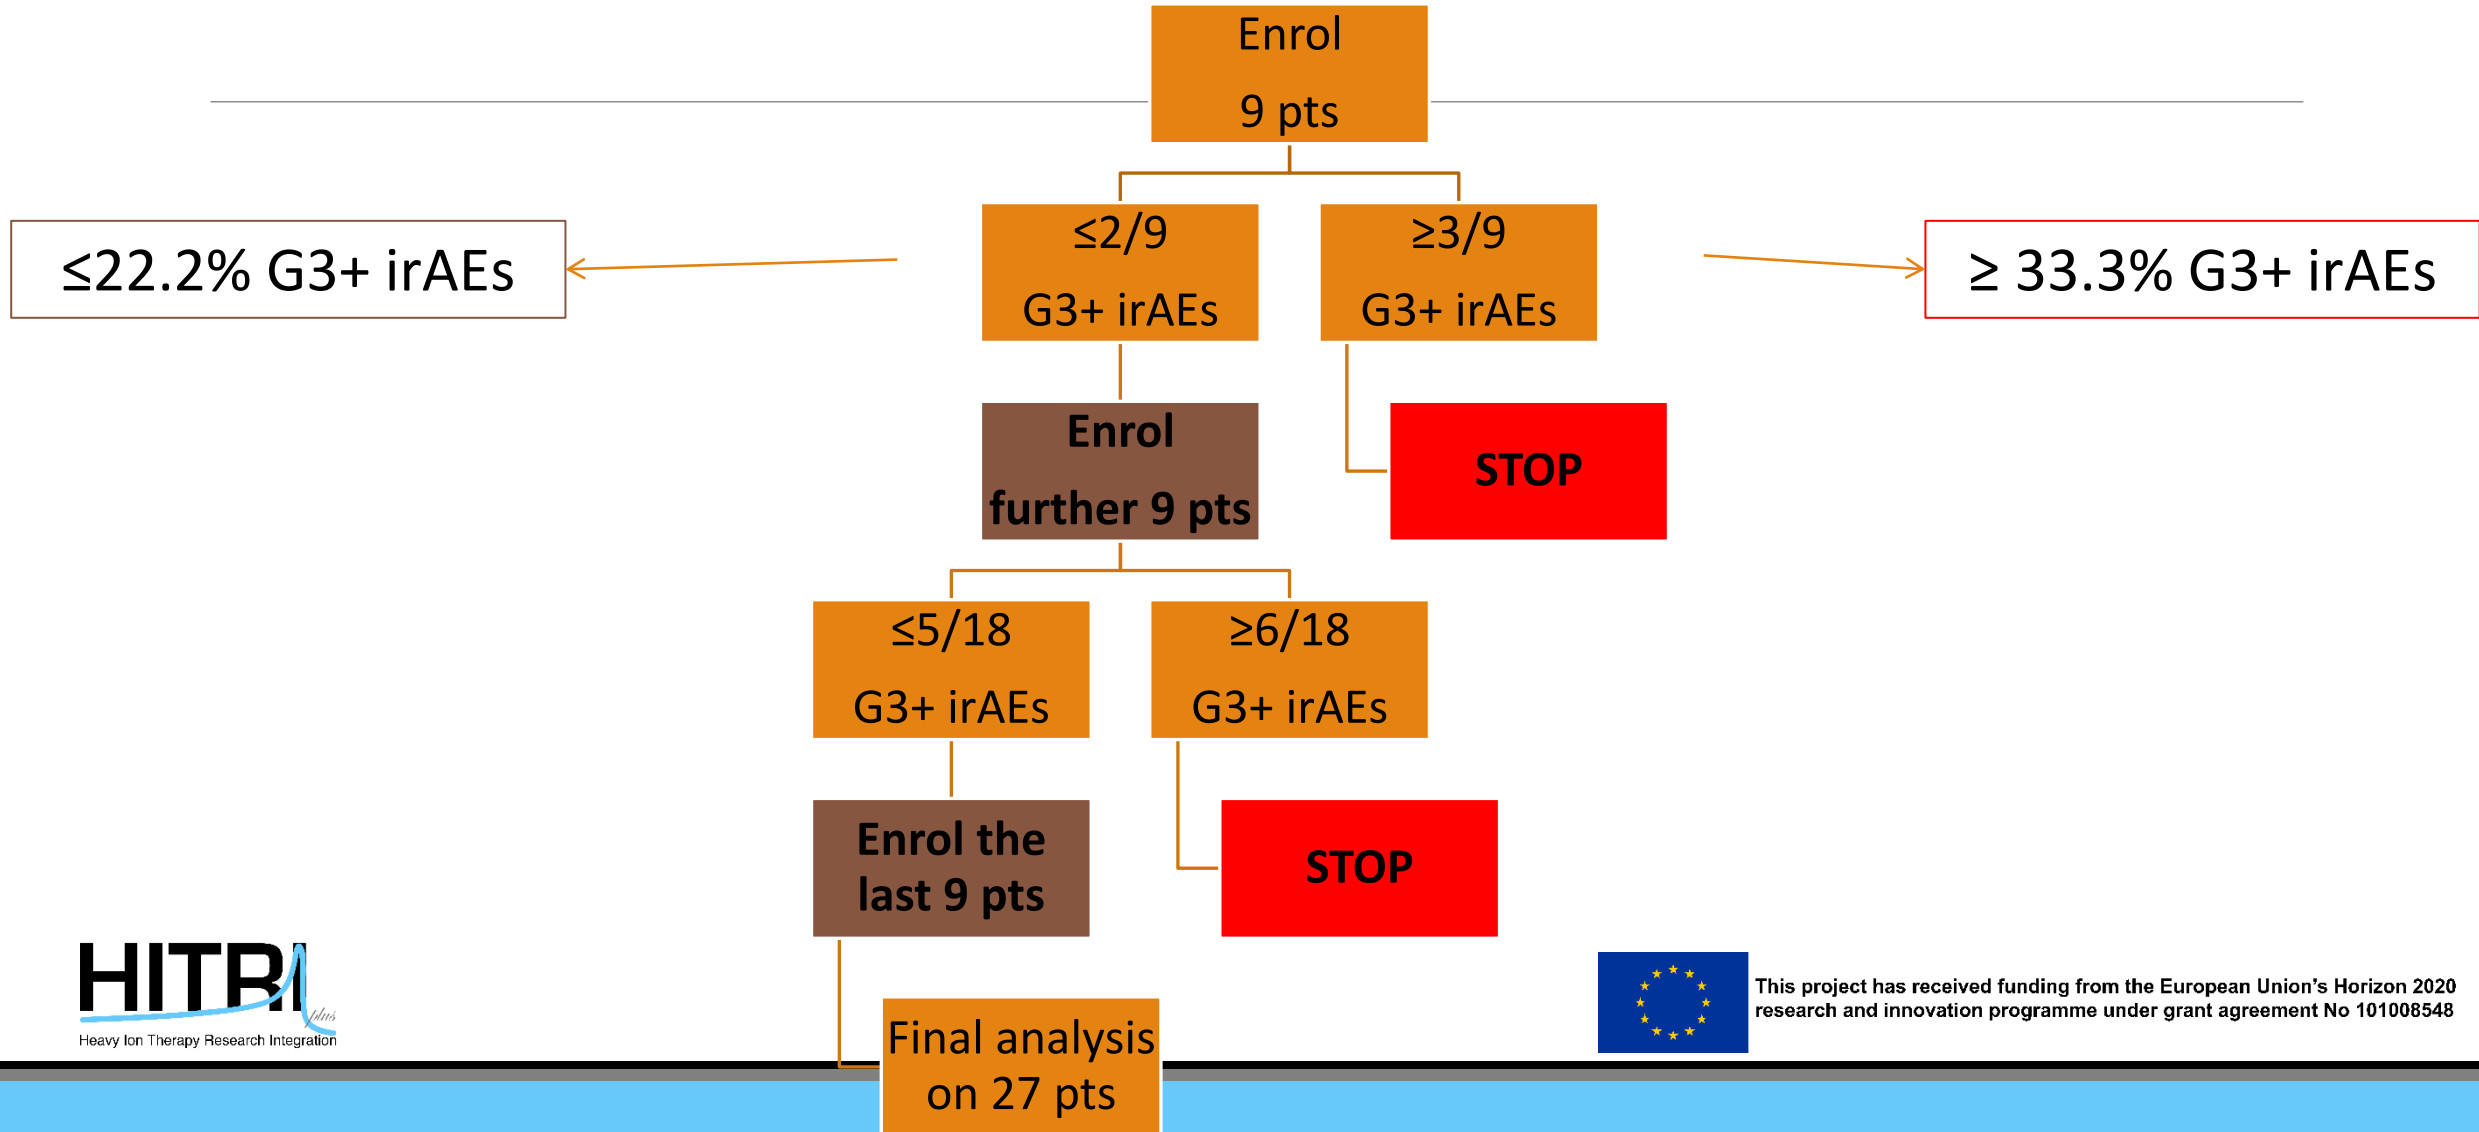 Enrol
9 pts
≤2/9
G3+ irAEs
≥3/9
G3+ irAEs
≤22.2% G3+ irAEs
≥ 33.3% G3+ irAEs
Enrol
further 9 pts
STOP
≤5/18
G3+ irAEs
≥6/18
G3+ irAEs
Enrol the
last 9 pts
STOP
Final analysis
on 27 pts
HITRI
plus
Heavy Ion Therapy Research Integration
This project has received funding from the European Union’s Horizon 2020
research and innovation programme under grant agreement No 101008548